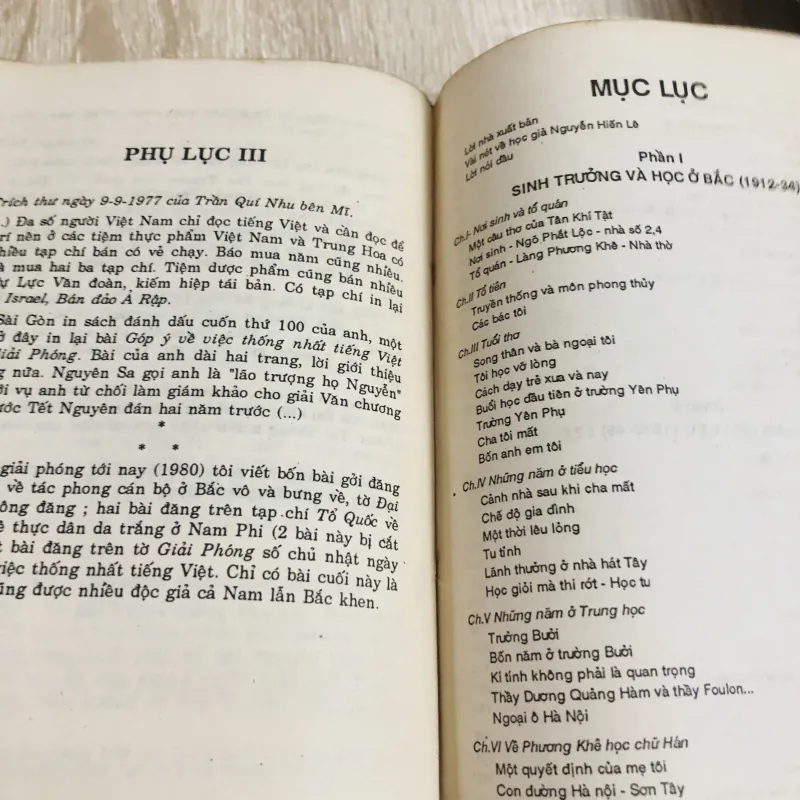 PHỤ LỤC III
Trích thư ngày 9-9-1977 của Trần Quí Nhu bên Mĩ.
.) Đa số người Việt Nam chỉ đọc tiếng Việt và cần đọc để
rí nên ở các tiệm thực phẩm Việt Nam và Trung Hoa có
hiều tạp chí bán có vẻ chạy. Báo mua năm cũng nhiều.
à mua hai ba tạp chí. Tiệm dược phẩm cũng bán nhiều
ự Lực Văn đoàn, kiếm hiệp tái bản. Có tạp chí in lại
Israel, Bán đảo Ả Rập.
Sài Gòn in sách đánh dấu cuốn thứ 100 của anh, một
ở đây in lại bài Góp ý về việc thống nhất tiếng Việt
Giải Phóng. Bài của anh dài hai trang, lời giới thiệu
g nữa. Nguyên Sa gọi anh là "lão trượng họ Nguyễn"
ới vụ anh từ chối làm giám khảo cho giải Văn chương
ước Tết Nguyên đán hai năm trước (...)
*
* *
giải phóng tới nay (1980) tôi viết bốn bài gởi đăng
về tác phong cán bộ ở Bắc vô và bưng về, tờ Đại
ông đăng ; hai bài đăng trên tạp chí Tổ Quốc về
ê thực dân da trắng ở Nam Phi (2 bài này bị cắt
t bài đăng trên tờ Giải Phóng số chủ nhật ngày
việc thống nhất tiếng Việt. Chỉ có bài cuối này là
ũng được nhiều độc giả cả Nam lẫn Bắc khen.
MỤC LỤC
Lời nhà xuất bản
Vài nét về học giả Nguyễn Hiến Lê
Lời nói đầu
Phần I
SINH TRƯỞNG VÀ HỌC Ở BẮC (1912-34)
Ch.I- Nơi sinh và tổ quán
Một câu thơ của Tân Khí Tật
Nơi sinh - Ngõ Phất Lộc - nhà số 2,4
Tổ quán - Làng Phương Khê - Nhà thờ
Ch.II Tổ tiên
Truyền thống và môn phong thủy
Các bác tôi
Ch.III Tuổi thơ
Song thân và bà ngoại tôi
Tôi học vỡ lòng
Cách dạy trẻ xưa và nay
Buổi học đầu tiên ở trường Yên Phụ
Trường Yên Phụ
Cha tôi mất
Bốn anh em tôi
Ch.IV Những năm ở tiểu học
Cảnh nhà sau khi cha mất
Chế độ gia đình
Một thời lêu lỏng
Tu tỉnh
Lãnh thưởng ở nhà hát Tây
Học giỏi mà thi rớt - Học tu
Ch.V Những năm ở Trung học
Trường Bưởi
Bốn năm ở trường Bưởi
Kí tính không phải là quan trọng
Thầy Dương Quảng Hàm và thầy Foulon...
Ngoại ô Hà Nội
Ch.VI Về Phương Khê học chữ Hán
Một quyết định của mẹ tôi
Con đường Hà nội - Sơn Tây